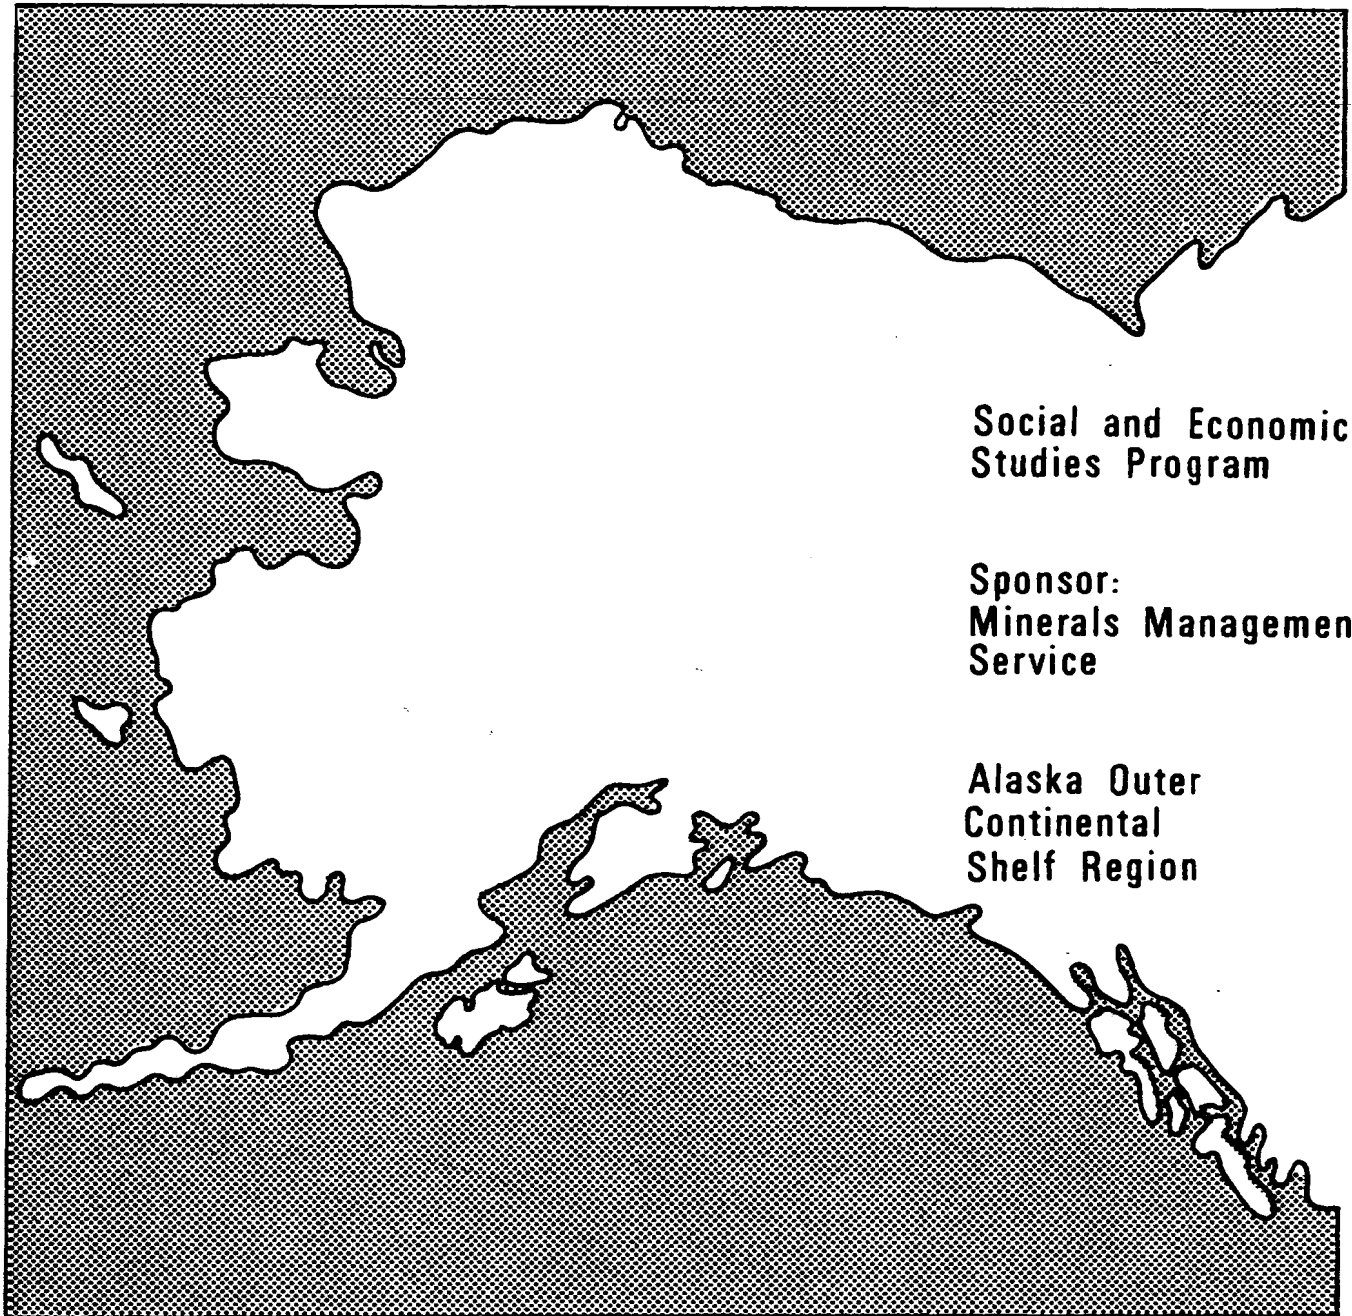 Social and Economic
Studies Program
Sponsor:
Minerals Managemen
Service
Alaska Outer
Continental
Shelf Region